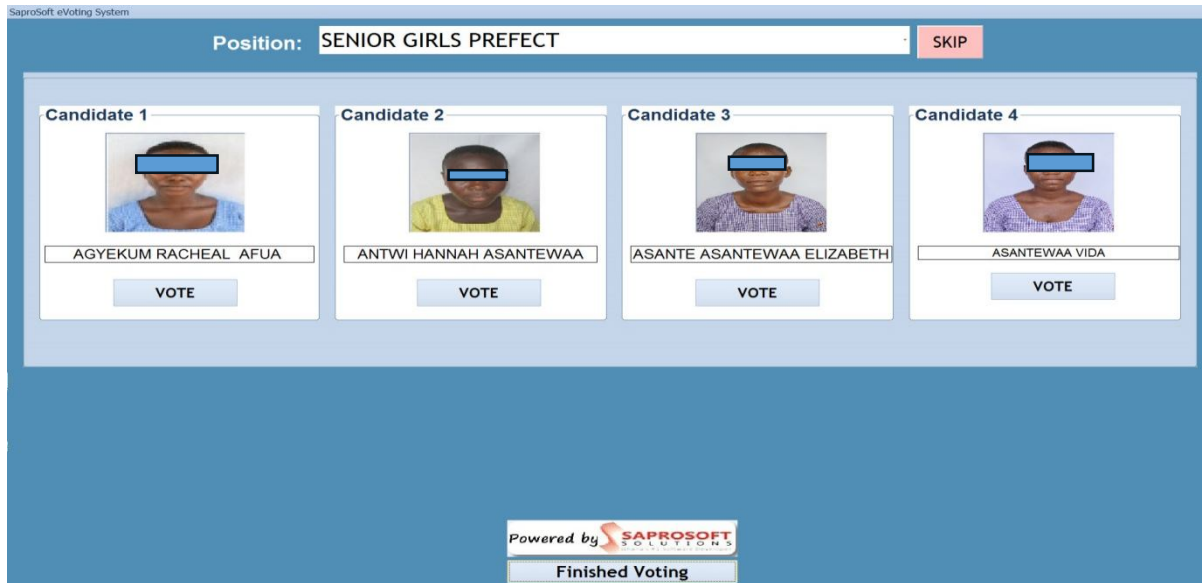 SaproSoft eVoting System
Position: SENIOR GIRLS PREFECT SKIP
Candidate 1
AGYEKUM RACHEAL AFUA
VOTE
Candidate 2
ANTWI HANNAH ASANTEWAA
VOTE
Candidate 3
ASANTE ASANTEWAA ELIZABETH
VOTE
Candidate 4
ASANTEWAA VIDA
VOTE
Powered by SAPROSOFT
SOLUTIONS
Finished Voting